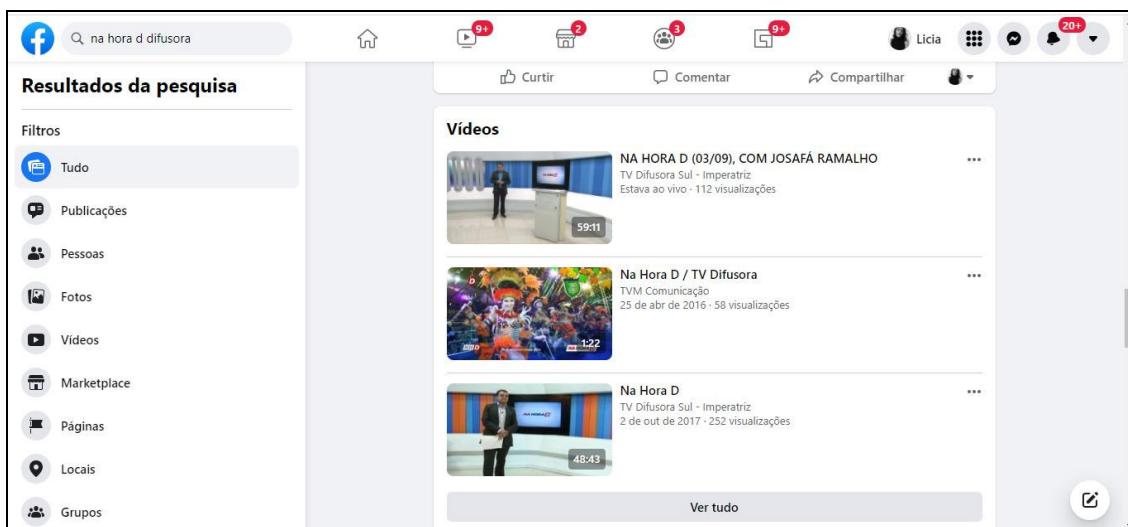 na hora d difusora
9+
2
3
9+
Licia
20+
Resultados da pesquisa
Filtros
Tudo
Publicações
Pessoas
Fotos
Vídeos
Marketplace
Páginas
Locais
Grupos
Curtir
Comentar
Compartilhar
Vídeos
NA HORA D (03/09), COM JOSAFÁ RAMALHO
TV Difusora Sul - Imperatriz
Estava ao vivo · 112 visualizações
59:11
Na Hora D / TV Difusora
TVM Comunicação
25 de abr de 2016 · 58 visualizações
1:22
Na Hora D
TV Difusora Sul - Imperatriz
2 de out de 2017 · 252 visualizações
NA HORA D
48:43
Ver tudo